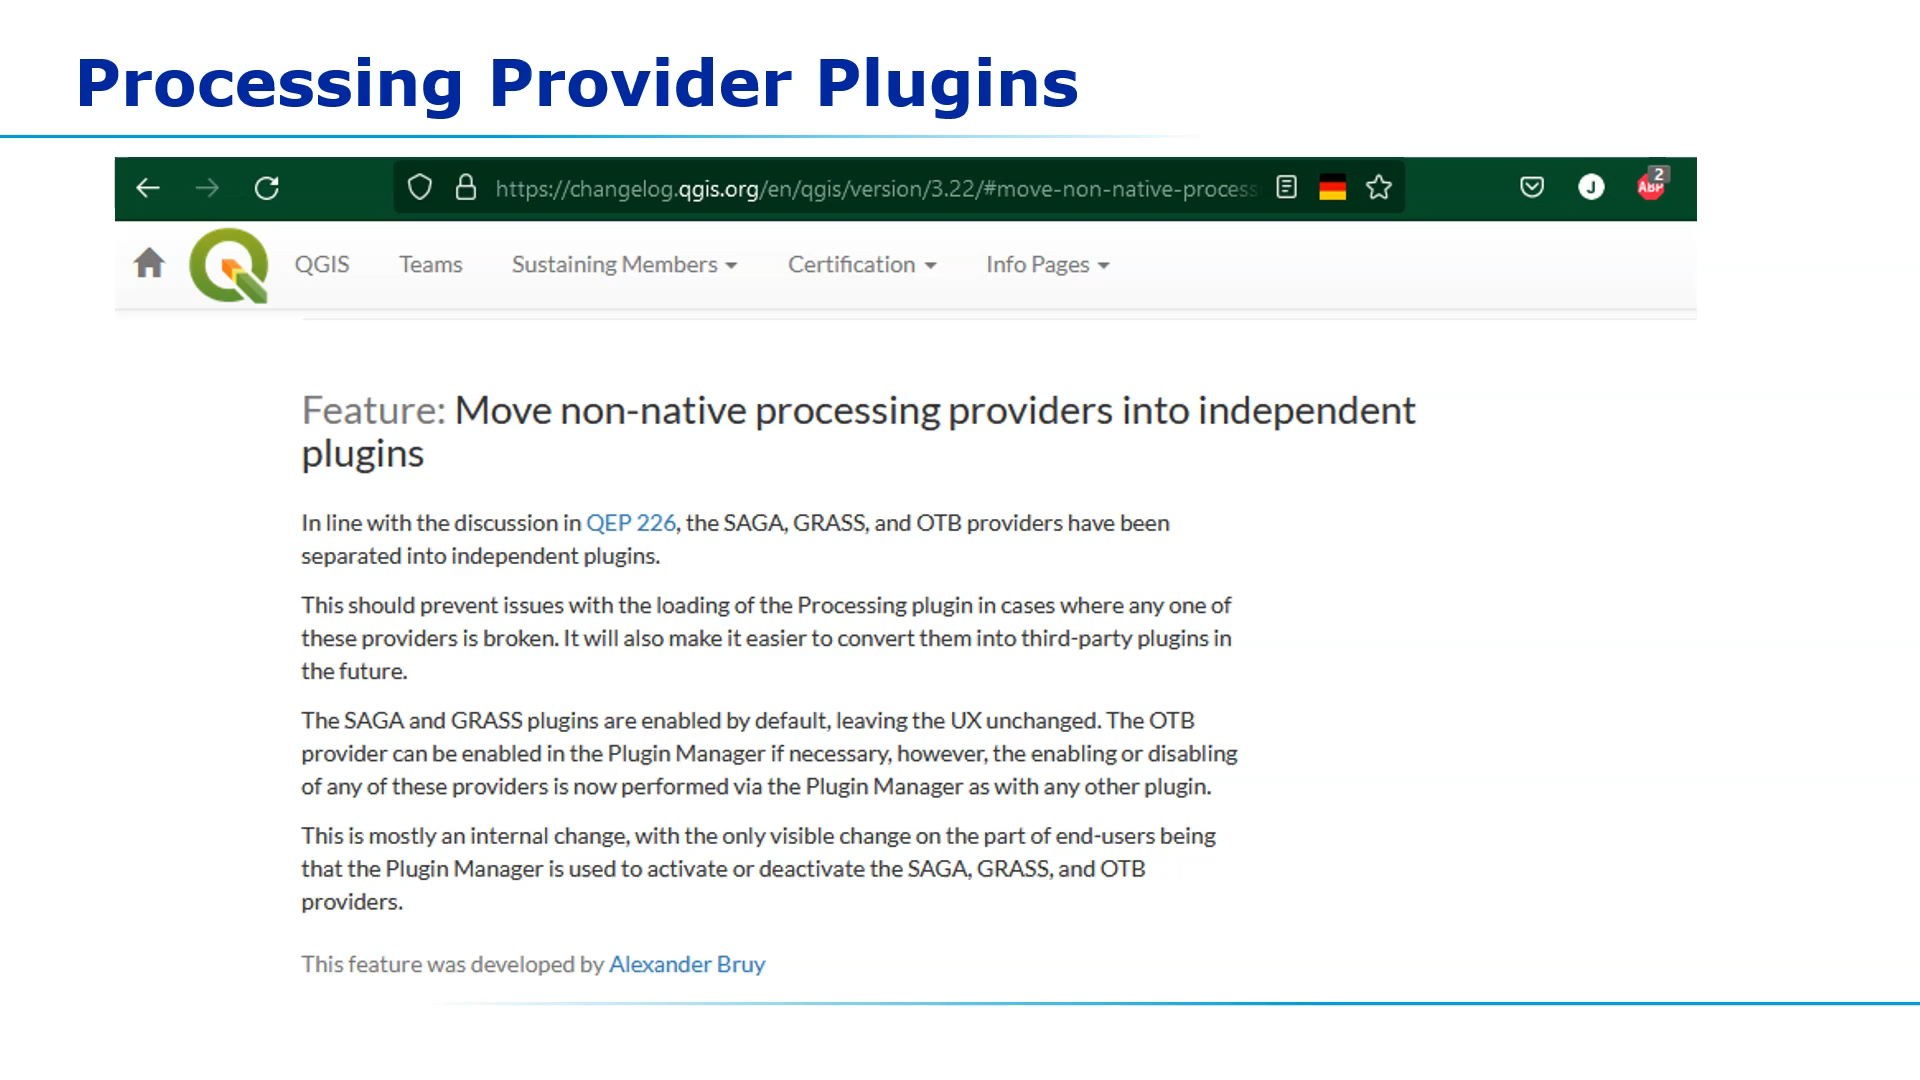 Processing Provider Plugins
https://changelog.qgis.org/en/qgis/version/3.22/#move-non-native-process
J
2
ABP
QGIS Teams Sustaining Members Certification Info Pages
Feature: Move non-native processing providers into independent
plugins
In line with the discussion in QEP 226, the SAGA, GRASS, and OTB providers have been
separated into independent plugins.
This should prevent issues with the loading of the Processing plugin in cases where any one of
these providers is broken. It will also make it easier to convert them into third-party plugins in
the future.
The SAGA and GRASS plugins are enabled by default, leaving the UX unchanged. The OTB
provider can be enabled in the Plugin Manager if necessary, however, the enabling or disabling
of any of these providers is now performed via the Plugin Manager as with any other plugin.
This is mostly an internal change, with the only visible change on the part of end-users being
that the Plugin Manager is used to activate or deactivate the SAGA, GRASS, and OTB
providers.
This feature was developed by Alexander Bruy